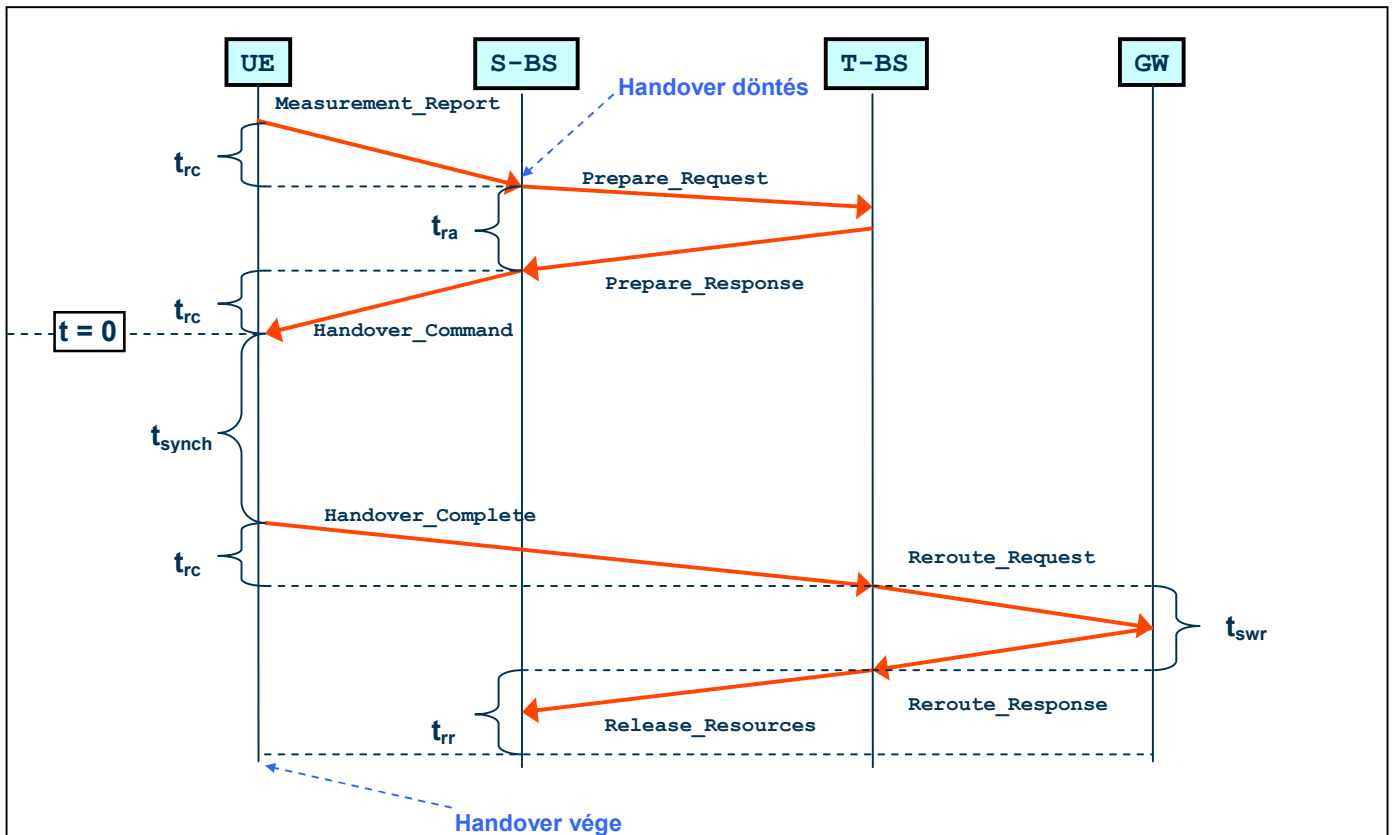 UE
S-BS
T-BS
GW
Handover döntés
Measurement_Report
t_rc
Prepare_Request
t_ra
Prepare_Response
t_rc
t = 0
Handover_Command
t_synch
Handover_Complete
t_rc
Reroute_Request
t_swr
Reroute_Response
Release_Resources
t_rr
Handover vége